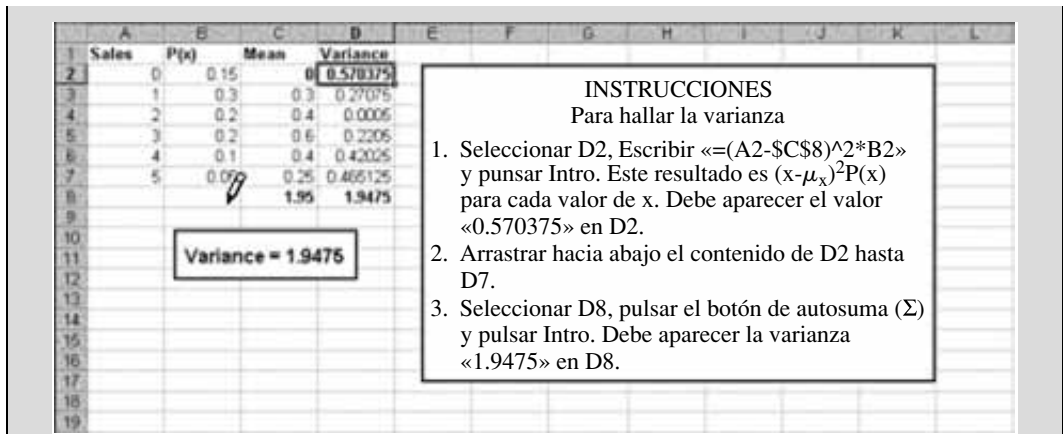 A B C D E F G H I J K L
1 Sales P(x) Mean Variance
2 0 0.15 0 0.570375
3 1 0.3 0.3 0.27075
4 2 0.2 0.4 0.0005
5 3 0.2 0.6 0.2205
6 4 0.1 0.4 0.42025
7 5 0.05 0.25 0.465125
8 1.95 1.9475
9
10
11
12
13
14
15
16
17
18
19
Variance = 1.9475
INSTRUCCIONES
Para hallar la varianza
1. Seleccionar D2, Escribir «=(A2-$C$8)^2*B2»
y punsar Intro. Este resultado es (x-μₓ)²P(x)
para cada valor de x. Debe aparecer el valor
«0.570375» en D2.
2. Arrastrar hacia abajo el contenido de D2 hasta
D7.
3. Seleccionar D8, pulsar el botón de autosuma (Σ)
y pulsar Intro. Debe aparecer la varianza
«1.9475» en D8.